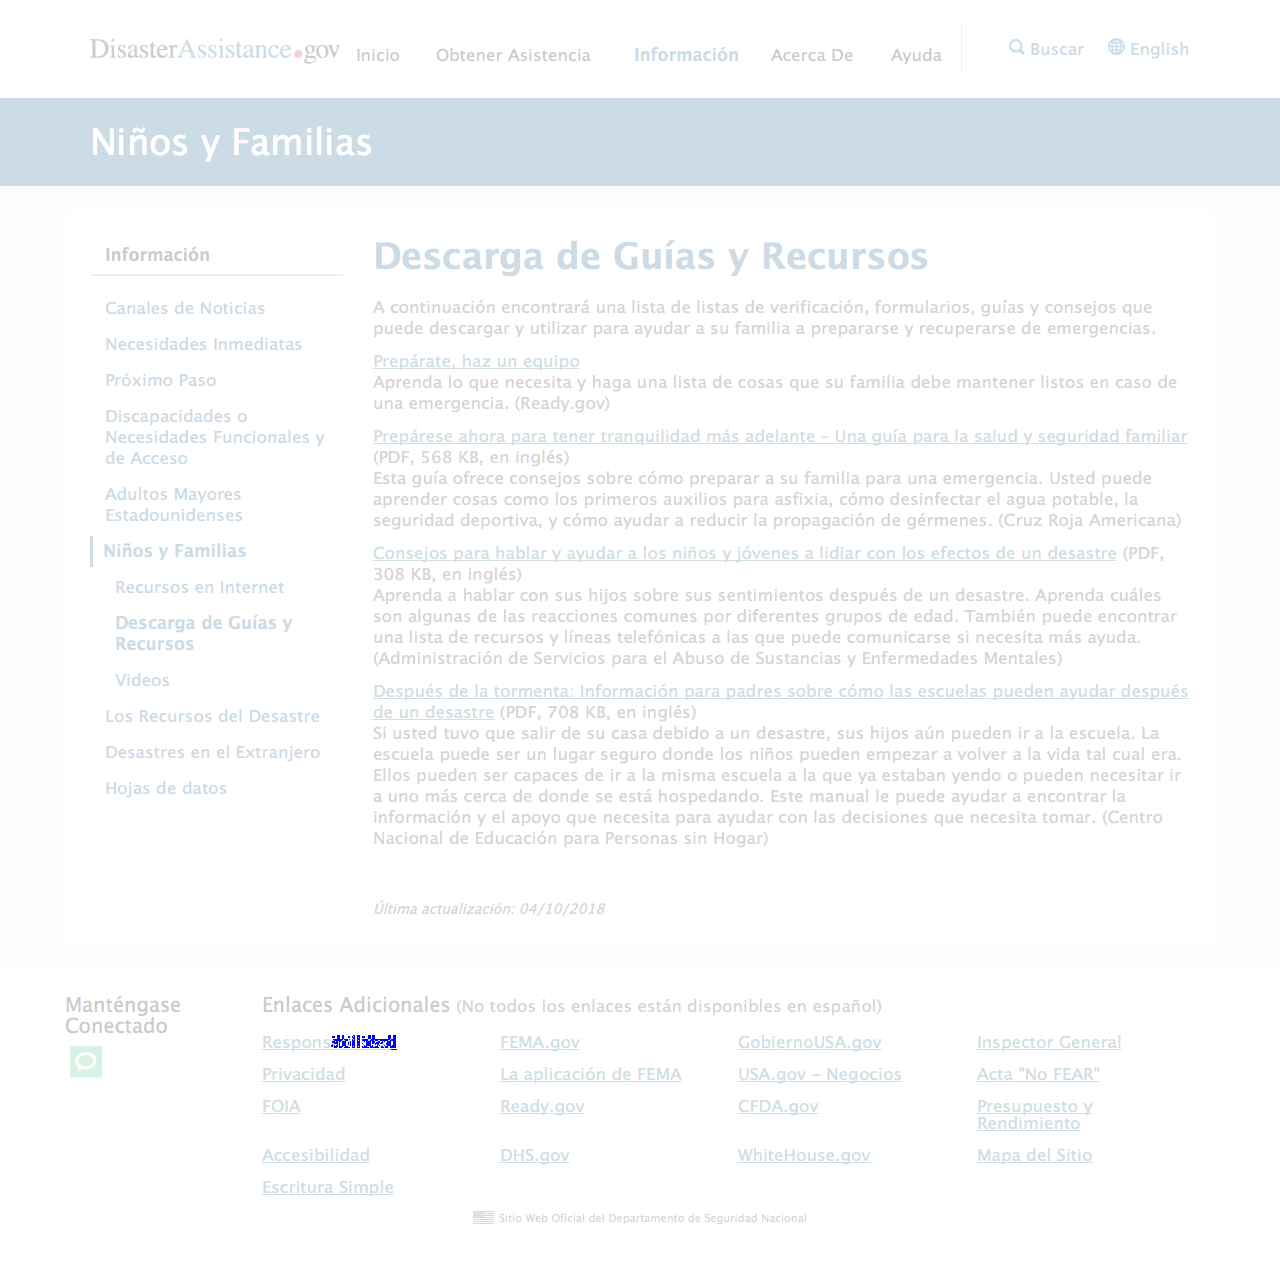 DisasterAssistance.gov
Inicio
Obtener Asistencia
Información
Acerca De
Ayuda
Buscar
English
Niños y Familias
Información
Canales de Noticias
Necesidades Inmediatas
Próximo Paso
Discapacidades o
Necesidades Funcionales y
de Acceso
Adultos Mayores
Estadounidenses
Niños y Familias
Recursos en Internet
Descarga de Guías y
Recursos
Videos
Los Recursos del Desastre
Desastres en el Extranjero
Hojas de datos
Descarga de Guías y Recursos
A continuación encontrará una lista de listas de verificación, formularios, guías y consejos que
puede descargar y utilizar para ayudar a su familia a prepararse y recuperarse de emergencias.
Prepárate, haz un equipo
Aprenda lo que necesita y haga una lista de cosas que su familia debe mantener listos en caso de
una emergencia. (Ready.gov)
Prepárese ahora para tener tranquilidad más adelante – Una guía para la salud y seguridad familiar
(PDF, 568 KB, en inglés)
Esta guía ofrece consejos sobre cómo preparar a su familia para una emergencia. Usted puede
aprender cosas como los primeros auxilios para asfixia, cómo desinfectar el agua potable, la
seguridad deportiva, y cómo ayudar a reducir la propagación de gérmenes. (Cruz Roja Americana)
Consejos para hablar y ayudar a los niños y jóvenes a lidiar con los efectos de un desastre (PDF,
308 KB, en inglés)
Aprenda a hablar con sus hijos sobre sus sentimientos después de un desastre. Aprenda cuáles
son algunas de las reacciones comunes por diferentes grupos de edad. También puede encontrar
una lista de recursos y líneas telefónicas a las que puede comunicarse si necesita más ayuda.
(Administración de Servicios para el Abuso de Sustancias y Enfermedades Mentales)
Después de la tormenta: Información para padres sobre cómo las escuelas pueden ayudar después
de un desastre (PDF, 708 KB, en inglés)
Si usted tuvo que salir de su casa debido a un desastre, sus hijos aún pueden ir a la escuela. La
escuela puede ser un lugar seguro donde los niños pueden empezar a volver a la vida tal cual era.
Ellos pueden ser capaces de ir a la misma escuela a la que ya estaban yendo o pueden necesitar ir
a uno más cerca de donde se está hospedando. Este manual le puede ayudar a encontrar la
información y el apoyo que necesita para ayudar con las decisiones que necesita tomar. (Centro
Nacional de Educación para Personas sin Hogar)
Última actualización: 04/10/2018
Manténgase
Conectado
Enlaces Adicionales (No todos los enlaces están disponibles en español)
FEMA.gov
GobiernoUSA.gov
Inspector General
Privacidad
La aplicación de FEMA
USA.gov – Negocios
Acta "No FEAR"
FOIA
Ready.gov
CFDA.gov
Presupuesto y
Rendimiento
Accesibilidad
DHS.gov
WhiteHouse.gov
Mapa del Sitio
Escritura Simple
Sitio Web Oficial del Departamento de Seguridad Nacional